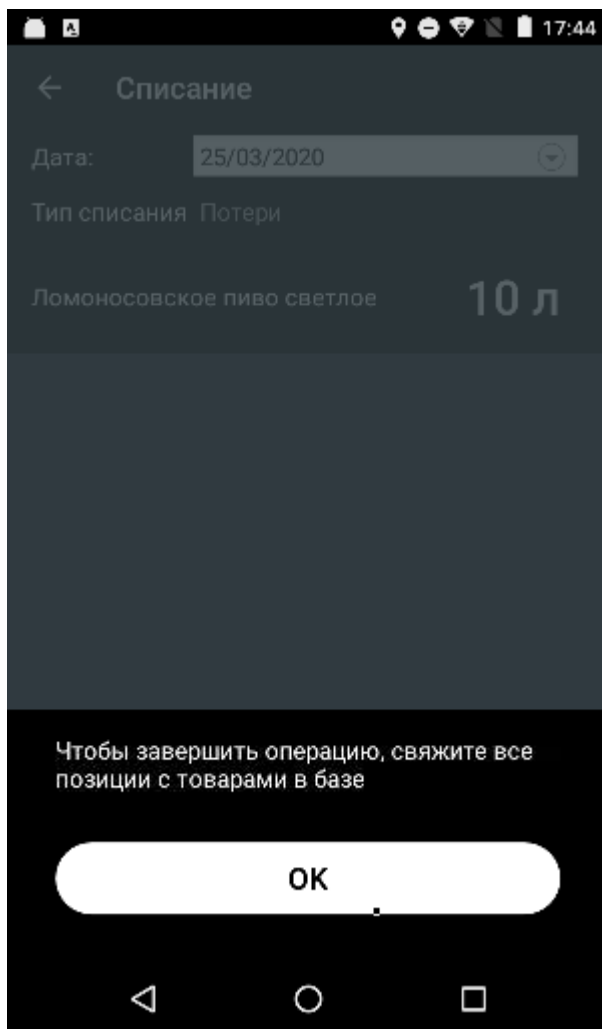 17:44
Списание
Дата: 25/03/2020
Тип списания Потери
Ломоносовское пиво светлое 10 л
Чтобы завершить операцию, свяжите все
позиции с товарами в базе
ОК